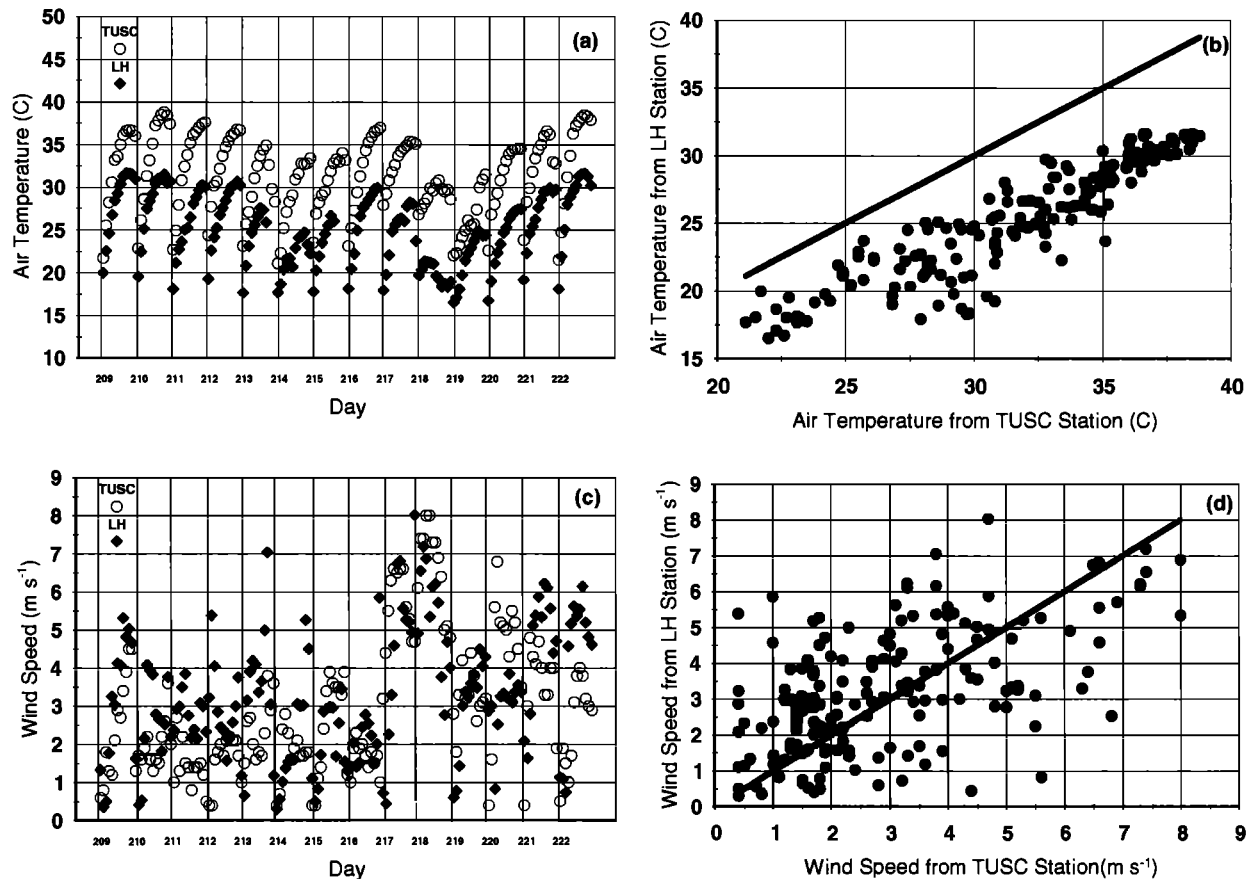 (a)
TUSC
LH
50
45
40
35
30
25
20
15
10
Air Temperature (C)
209 210 211 212 213 214 215 216 217 218 219 220 221 222
Day
(b)
40
35
30
25
20
15
Air Temperature from LH Station (C)
20 25 30 35 40
Air Temperature from TUSC Station (C)
(c)
TUSC
LH
9
8
7
6
5
4
3
2
1
0
Wind Speed (m s⁻¹)
209 210 211 212 213 214 215 216 217 218 219 220 221 222
Day
(d)
9
8
7
6
5
4
3
2
1
0
Wind Speed from LH Station (m s⁻¹)
0 1 2 3 4 5 6 7 8 9
Wind Speed from TUSC Station(m s⁻¹)